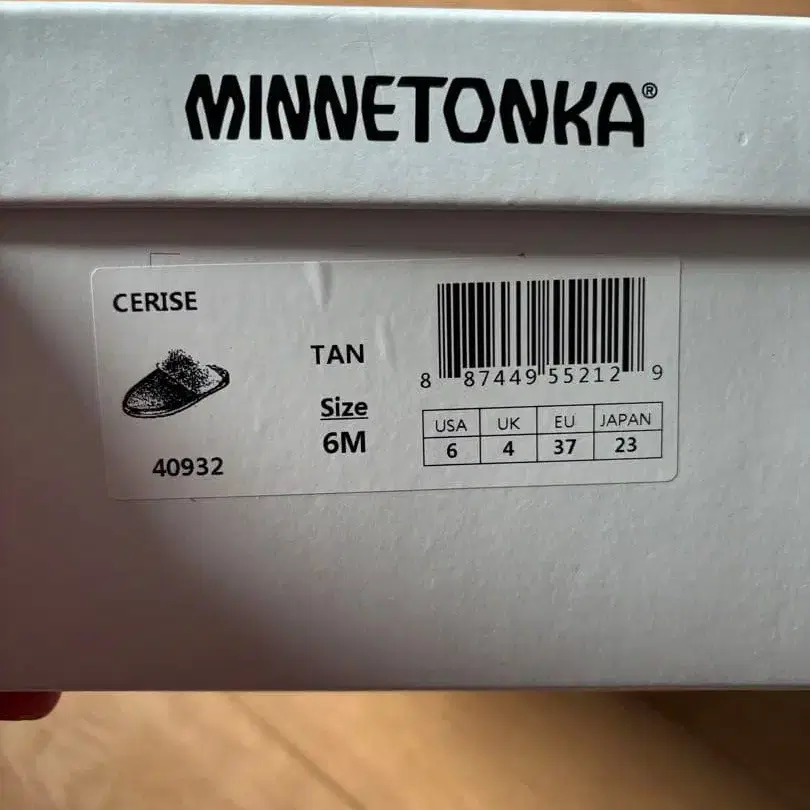 MINNETONKA®
CERISE
TAN
Size
6M
40932
8 87449 55212 9
USA UK EU JAPAN
6 4 37 23